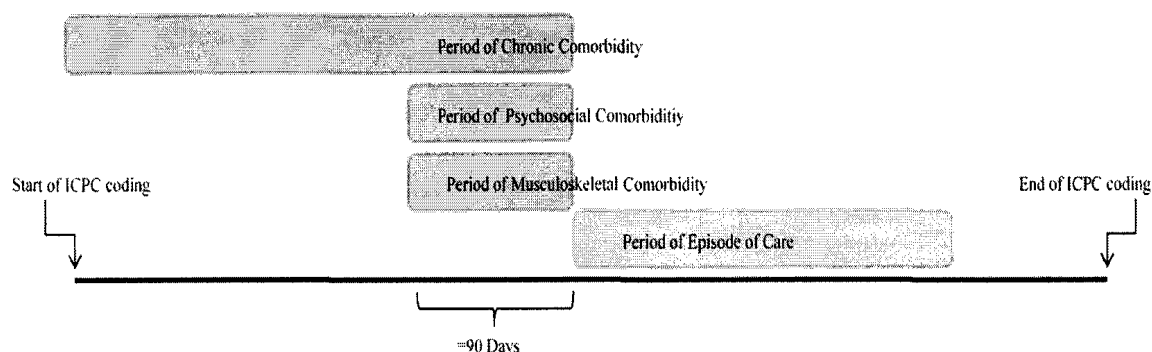 Period of Chronic Comorbidity
Period of Psychosocial Comorbiditiy
Period of Musculoskeletal Comorbidity
Start of ICPC coding
End of ICPC coding
Period of Episode of Care
=90 Days